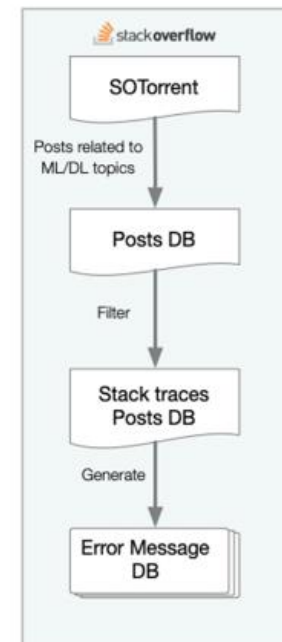 stackoverflow
SOTorrent
Posts related to
ML/DL topics
Posts DB
Filter
Stack traces
Posts DB
Generate
Error Message
DB